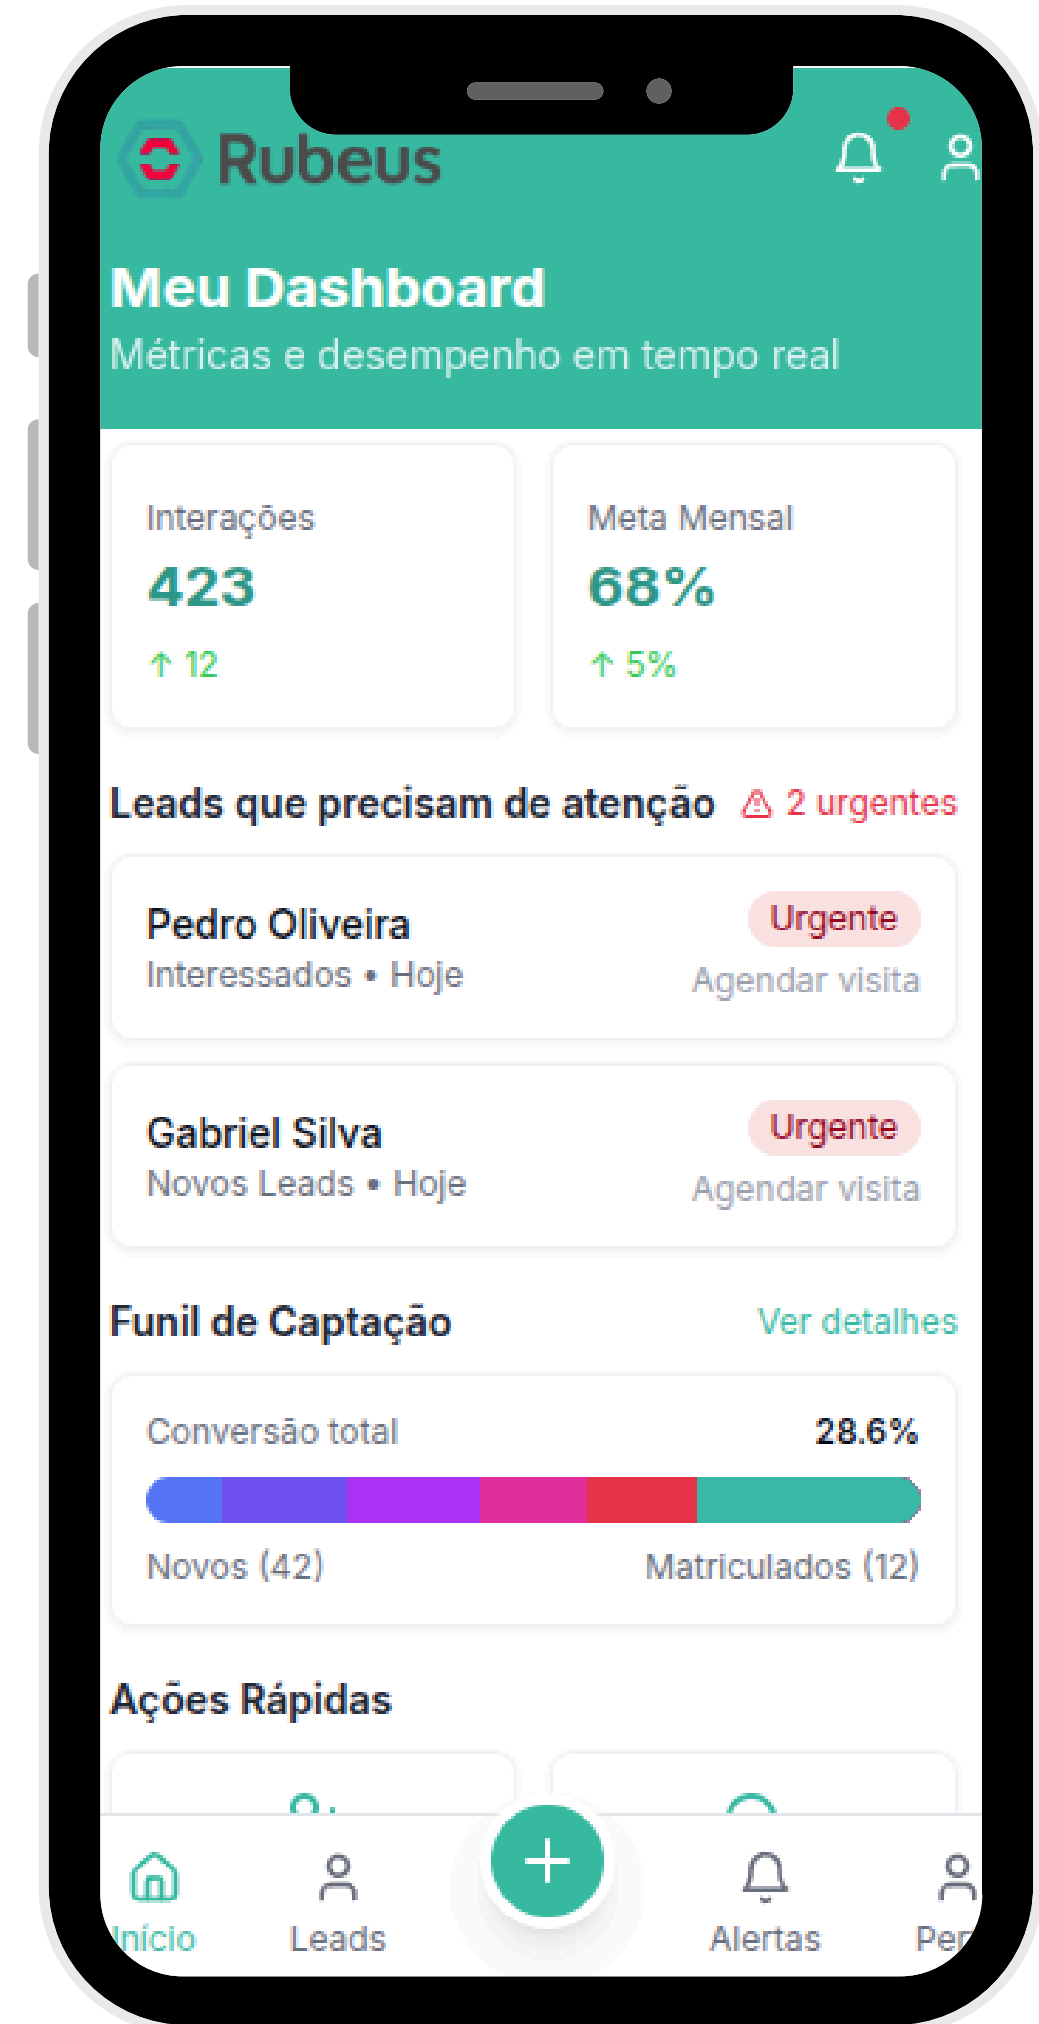 Rubeus
Meu Dashboard
Métricas e desempenho em tempo real
Interações
423
↑ 12
Meta Mensal
68%
↑ 5%
Leads que precisam de atenção
2 urgentes
Pedro Oliveira
Interessados • Hoje
Urgente
Agendar visita
Gabriel Silva
Novos Leads • Hoje
Urgente
Agendar visita
Funil de Captação
Ver detalhes
Conversão total
28.6%
Novos (42)
Matriculados (12)
Ações Rápidas
Início
Leads
Alertas